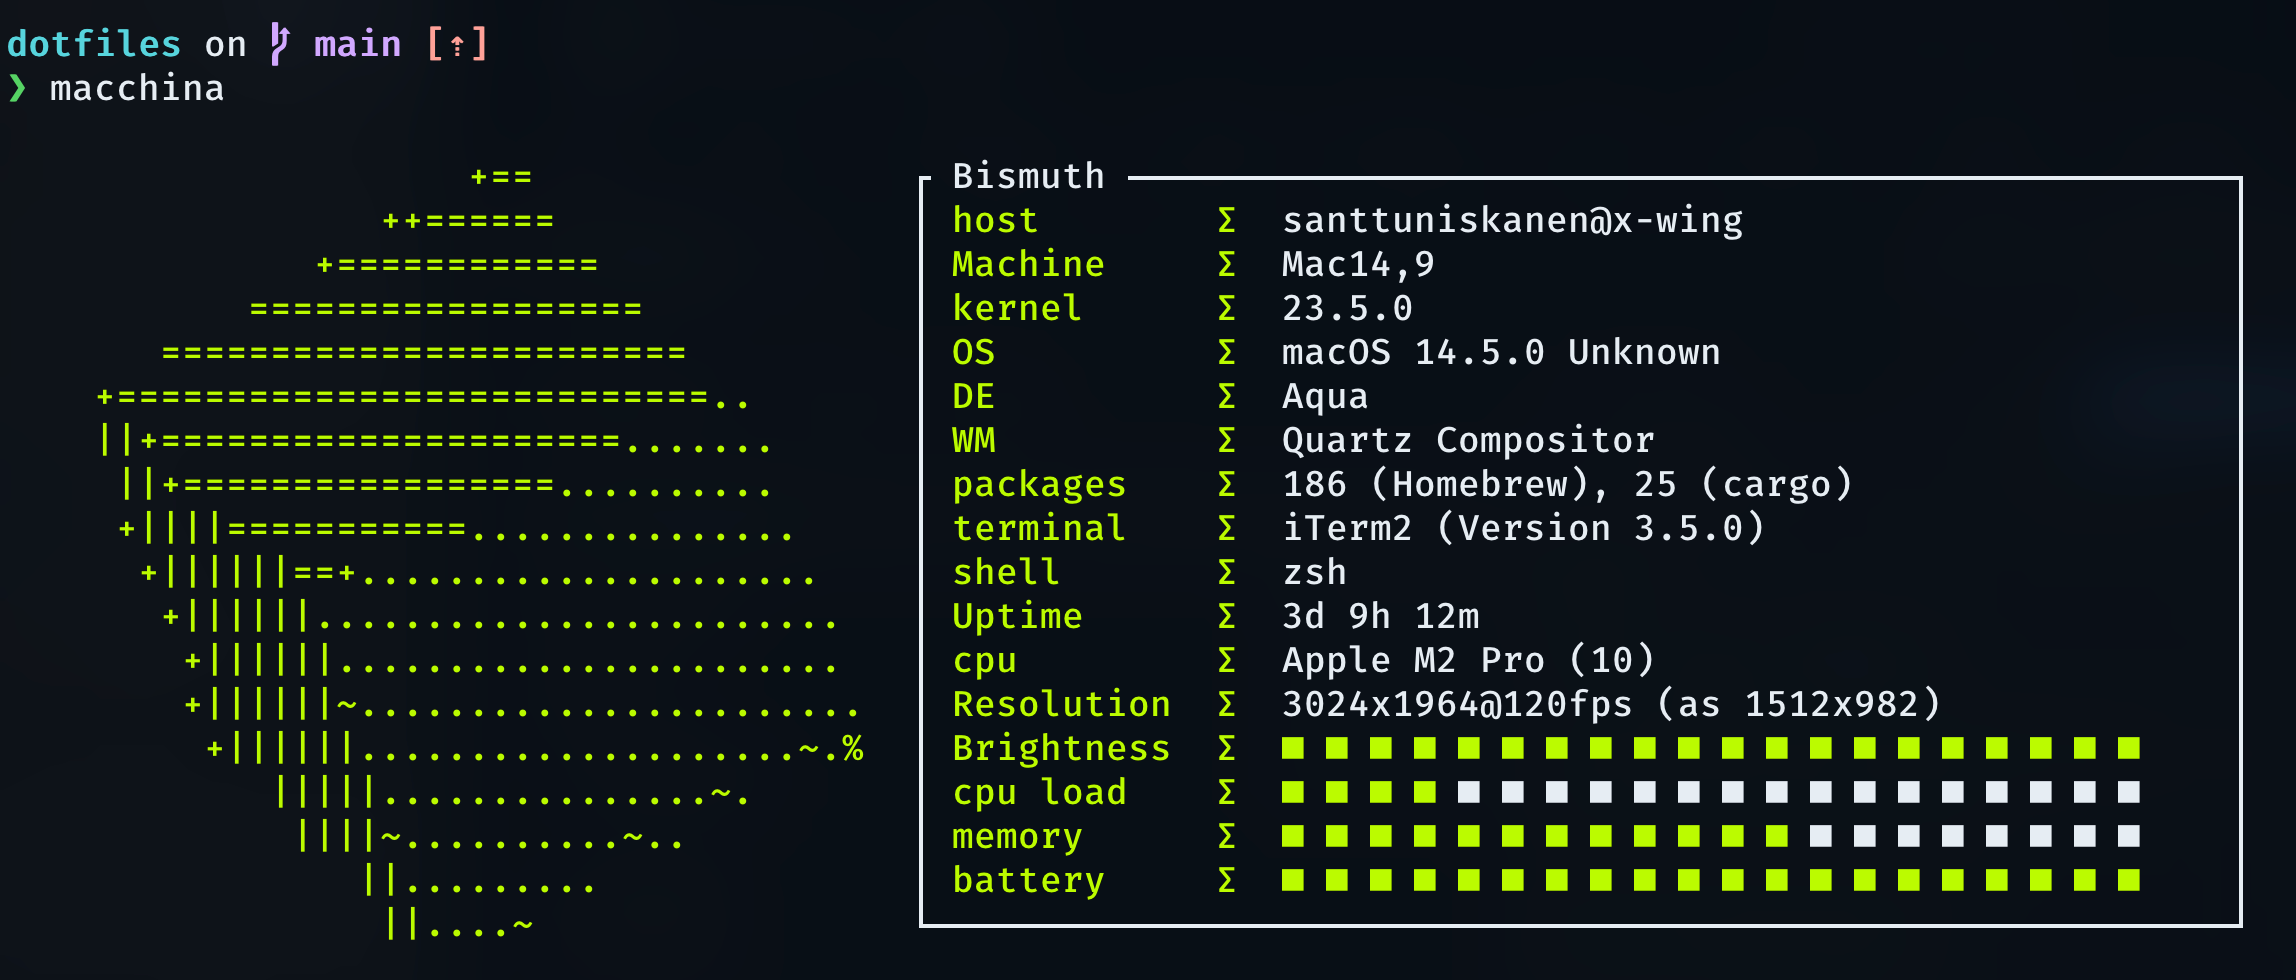 dotfiles on main [⇡]
❯ macchina
Bismuth
host Σ santtuniskanen@x-wing
Machine Σ Mac14,9
kernel Σ 23.5.0
OS Σ macOS 14.5.0 Unknown
DE Σ Aqua
WM Σ Quartz Compositor
packages Σ 186 (Homebrew), 25 (cargo)
terminal Σ iTerm2 (Version 3.5.0)
shell Σ zsh
Uptime Σ 3d 9h 12m
cpu Σ Apple M2 Pro (10)
Resolution Σ 3024x1964@120fps (as 1512x982)
Brightness Σ
cpu load Σ
memory Σ
battery Σ